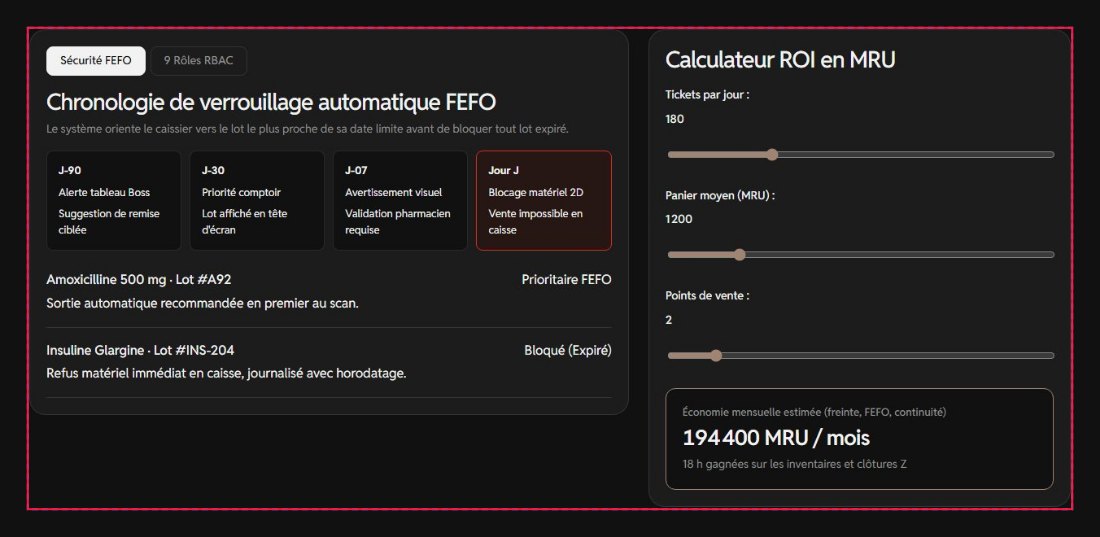 Sécurité FEFO
9 Rôles RBAC
Chronologie de verrouillage automatique FEFO
Le système oriente le caissier vers le lot le plus proche de sa date limite avant de bloquer tout lot expiré.
J-90
Alerte tableau Boss
Suggestion de remise
ciblée
J-30
Priorité comptoir
Lot affiché en tête
d'écran
J-07
Avertissement visuel
Validation pharmacien
requise
Jour J
Blocage matériel 2D
Vente impossible en
caisse
Amoxicilline 500 mg · Lot #A92
Prioritaire FEFO
Sortie automatique recommandée en premier au scan.
Insuline Glargine · Lot #INS-204
Bloqué (Expiré)
Refus matériel immédiat en caisse, journalisé avec horodatage.
Calculateur ROI en MRU
Tickets par jour :
180
Panier moyen (MRU) :
1200
Points de vente :
2
Économie mensuelle estimée (freinte, FEFO, continuité)
194 400 MRU / mois
18 h gagnées sur les inventaires et clôtures Z